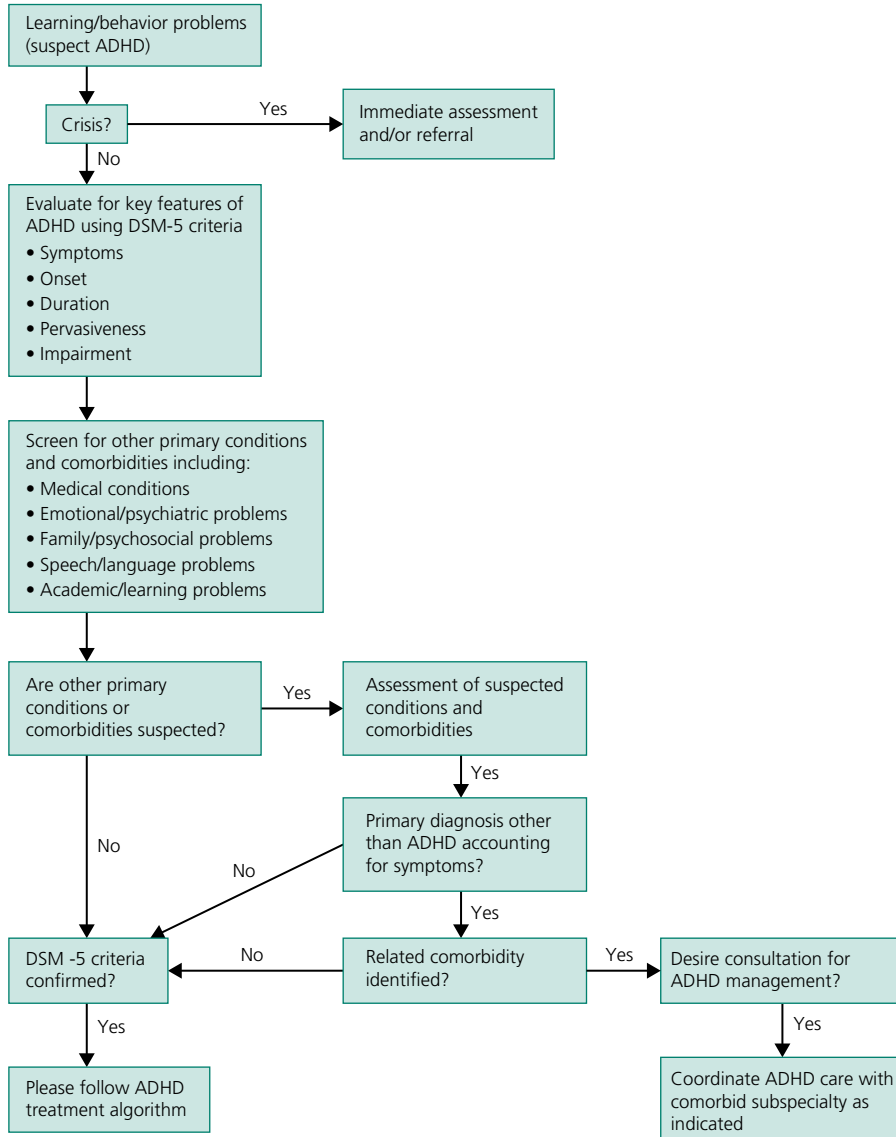 Learning/behavior problems
(suspect ADHD)
Crisis?
Yes
Immediate assessment
and/or referral
No
Evaluate for key features of
ADHD using DSM-5 criteria
• Symptoms
• Onset
• Duration
• Pervasiveness
• Impairment
Screen for other primary conditions
and comorbidities including:
• Medical conditions
• Emotional/psychiatric problems
• Family/psychosocial problems
• Speech/language problems
• Academic/learning problems
Are other primary
conditions or
comorbidities suspected?
Yes
Assessment of suspected
conditions and
comorbidities
Yes
No
Primary diagnosis other
than ADHD accounting
for symptoms?
No
Yes
DSM -5 criteria
confirmed?
No
Related comorbidity
identified?
Yes
Desire consultation for
ADHD management?
Yes
Yes
Please follow ADHD
treatment algorithm
Coordinate ADHD care with
comorbid subspecialty as
indicated